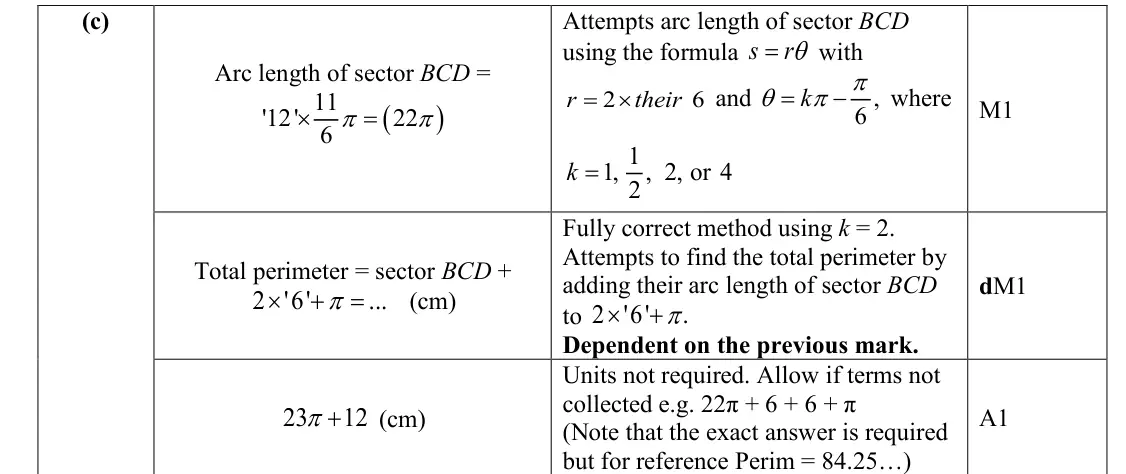 (c)
Arc length of sector BCD =
'12'× 11/6 π = (22π)
Attempts arc length of sector BCD
using the formula s = rθ with
r = 2× their 6 and θ = kπ − π/6, where
k = 1, 1/2, 2, or 4
M1
Total perimeter = sector BCD +
2×'6'+ π = ... (cm)
Fully correct method using k = 2.
Attempts to find the total perimeter by
adding their arc length of sector BCD
to 2×'6'+ π.
Dependent on the previous mark.
dM1
23π +12 (cm)
Units not required. Allow if terms not
collected e.g. 22π + 6 + 6 + π
(Note that the exact answer is required
but for reference Perim = 84.25…)
A1